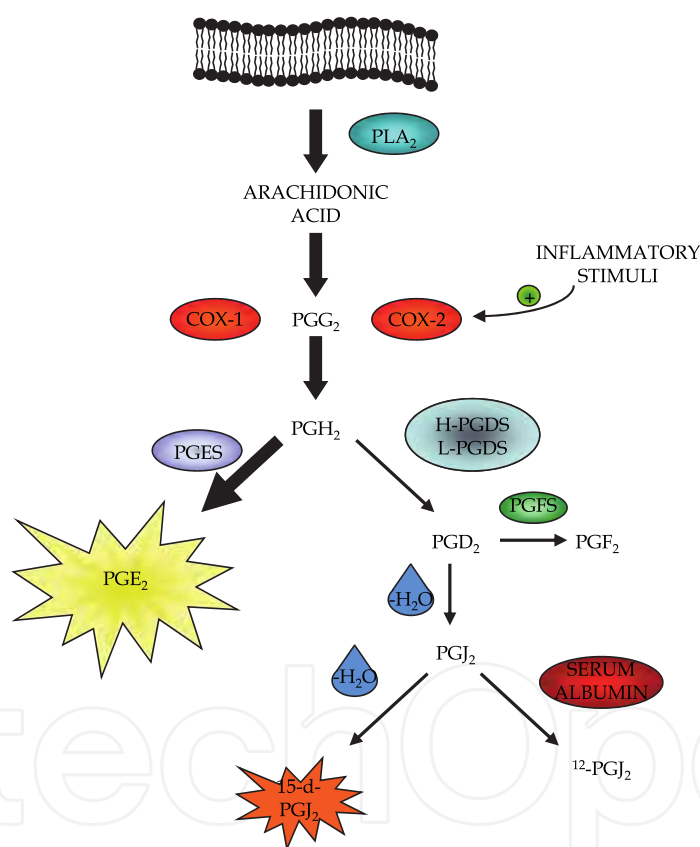 PLA₂
ARACHIDONIC
ACID
INFLAMMATORY
STIMULI
+
COX-1
PGG₂
COX-2
PGH₂
H-PGDS
L-PGDS
PGES
PGFS
PGE₂
PGD₂
PGF₂
-H₂O
PGJ₂
-H₂O
SERUM
ALBUMIN
¹²-PGJ₂
15-d-
PGJ₂
techOpe